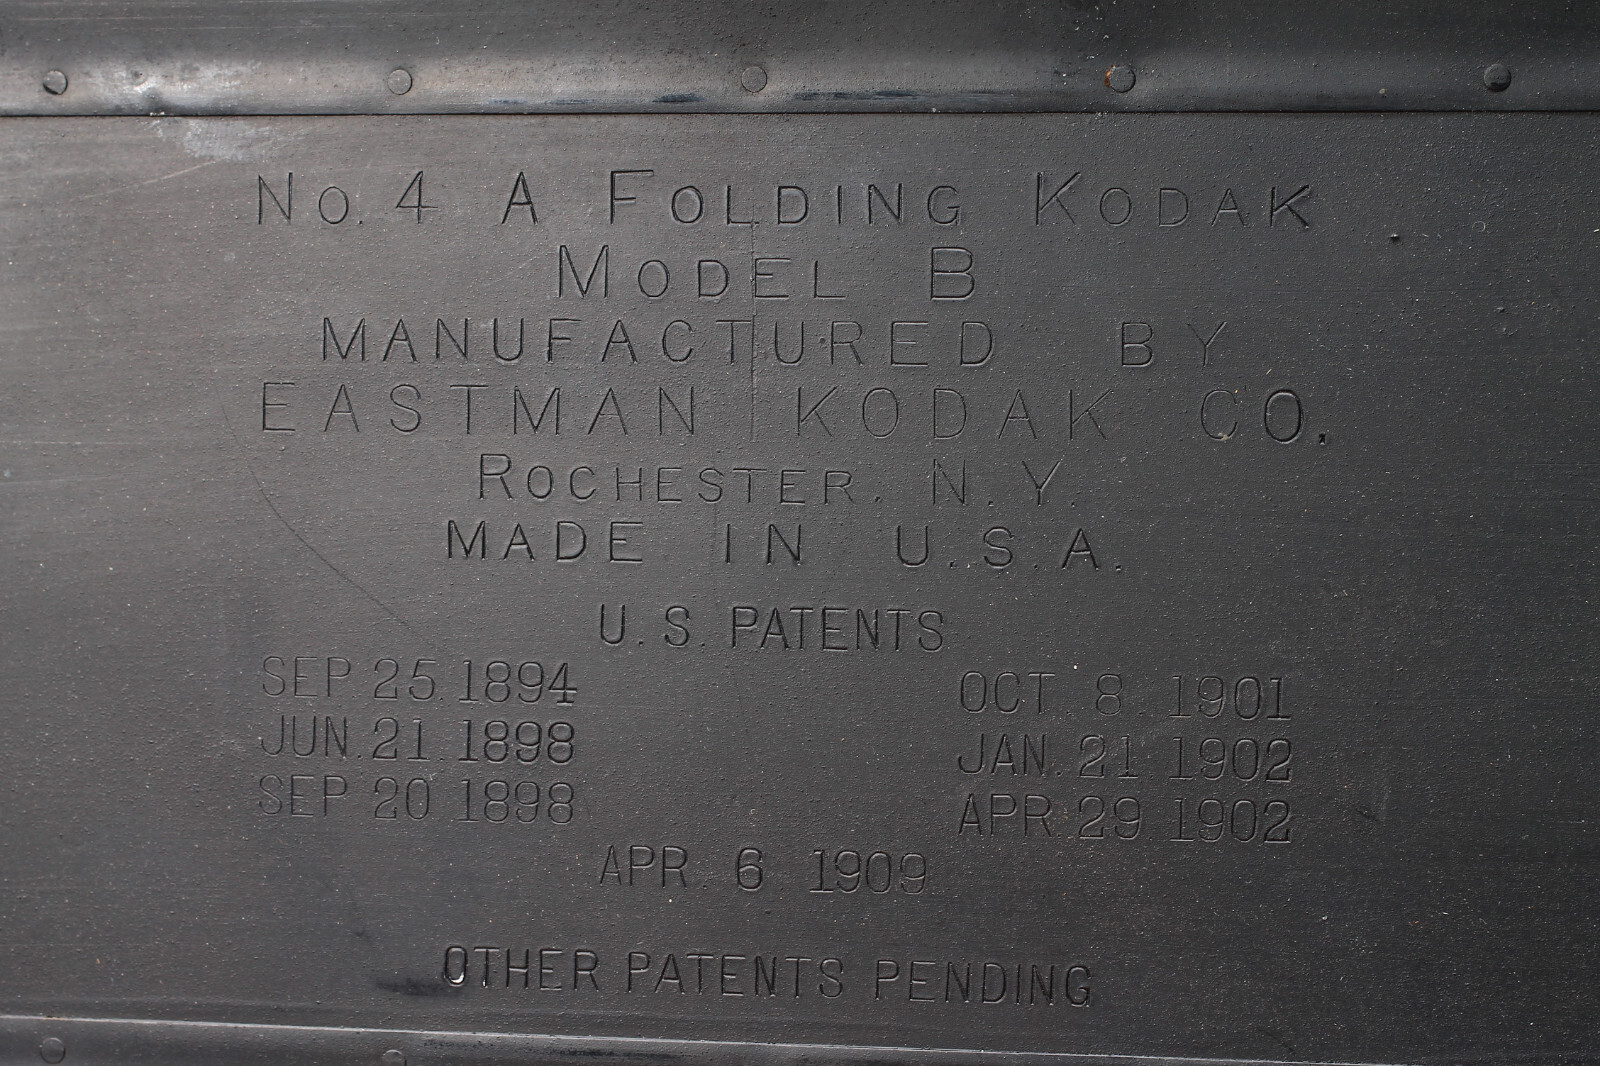 No. 4 A FOLDING KODAK
MODEL B
MANUFACTURED BY
EASTMAN KODAK CO.
ROCHESTER. N.Y.
MADE IN U.S.A.
U.S. PATENTS
SEP. 25. 1894 OCT. 8. 1901
JUN. 21. 1898 JAN. 21 1902
SEP 20 1898 APR. 29. 1902
APR. 6 1909
OTHER PATENTS PENDING